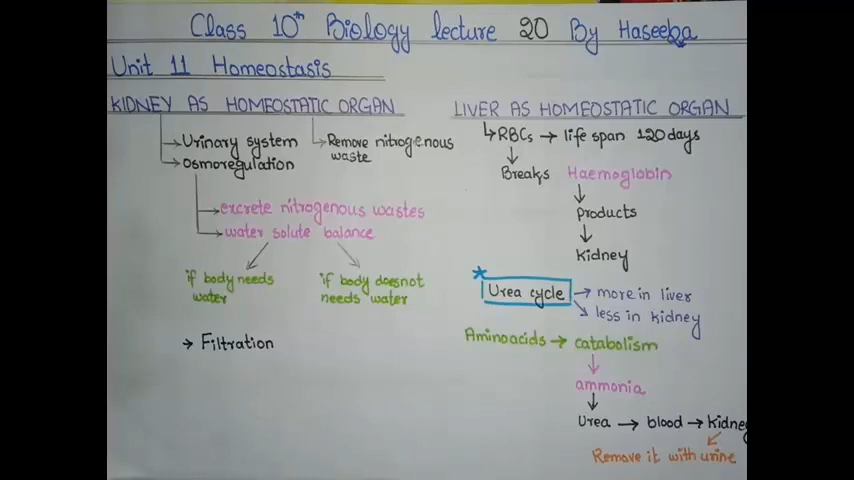 Class 10th Biology lecture 20 By Haseeba
Unit 11 Homeostasis
KIDNEY AS HOMEOSTATIC ORGAN
→ Urinary system
→ Osmoregulation
→ Remove nitrogenous
waste
→ excrete nitrogenous wastes
→ water solute balance
if body needs
water
if body doesnot
needs water
→ Filtration
LIVER AS HOMEOSTATIC ORGAN
→ RBCs → life span 120 days
Breaks Haemoglobin
products
kidney
* Urea cycle → more in liver
→ less in kidney
Aminoacids → catabolism
ammonia
Urea → blood → kidney
Remove it with urine